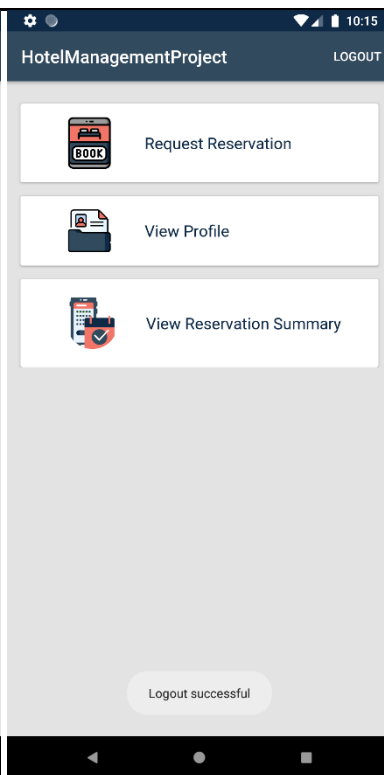 10:15
HotelManagementProject LOGOUT
BOOK
Request Reservation
View Profile
View Reservation Summary
Logout successful